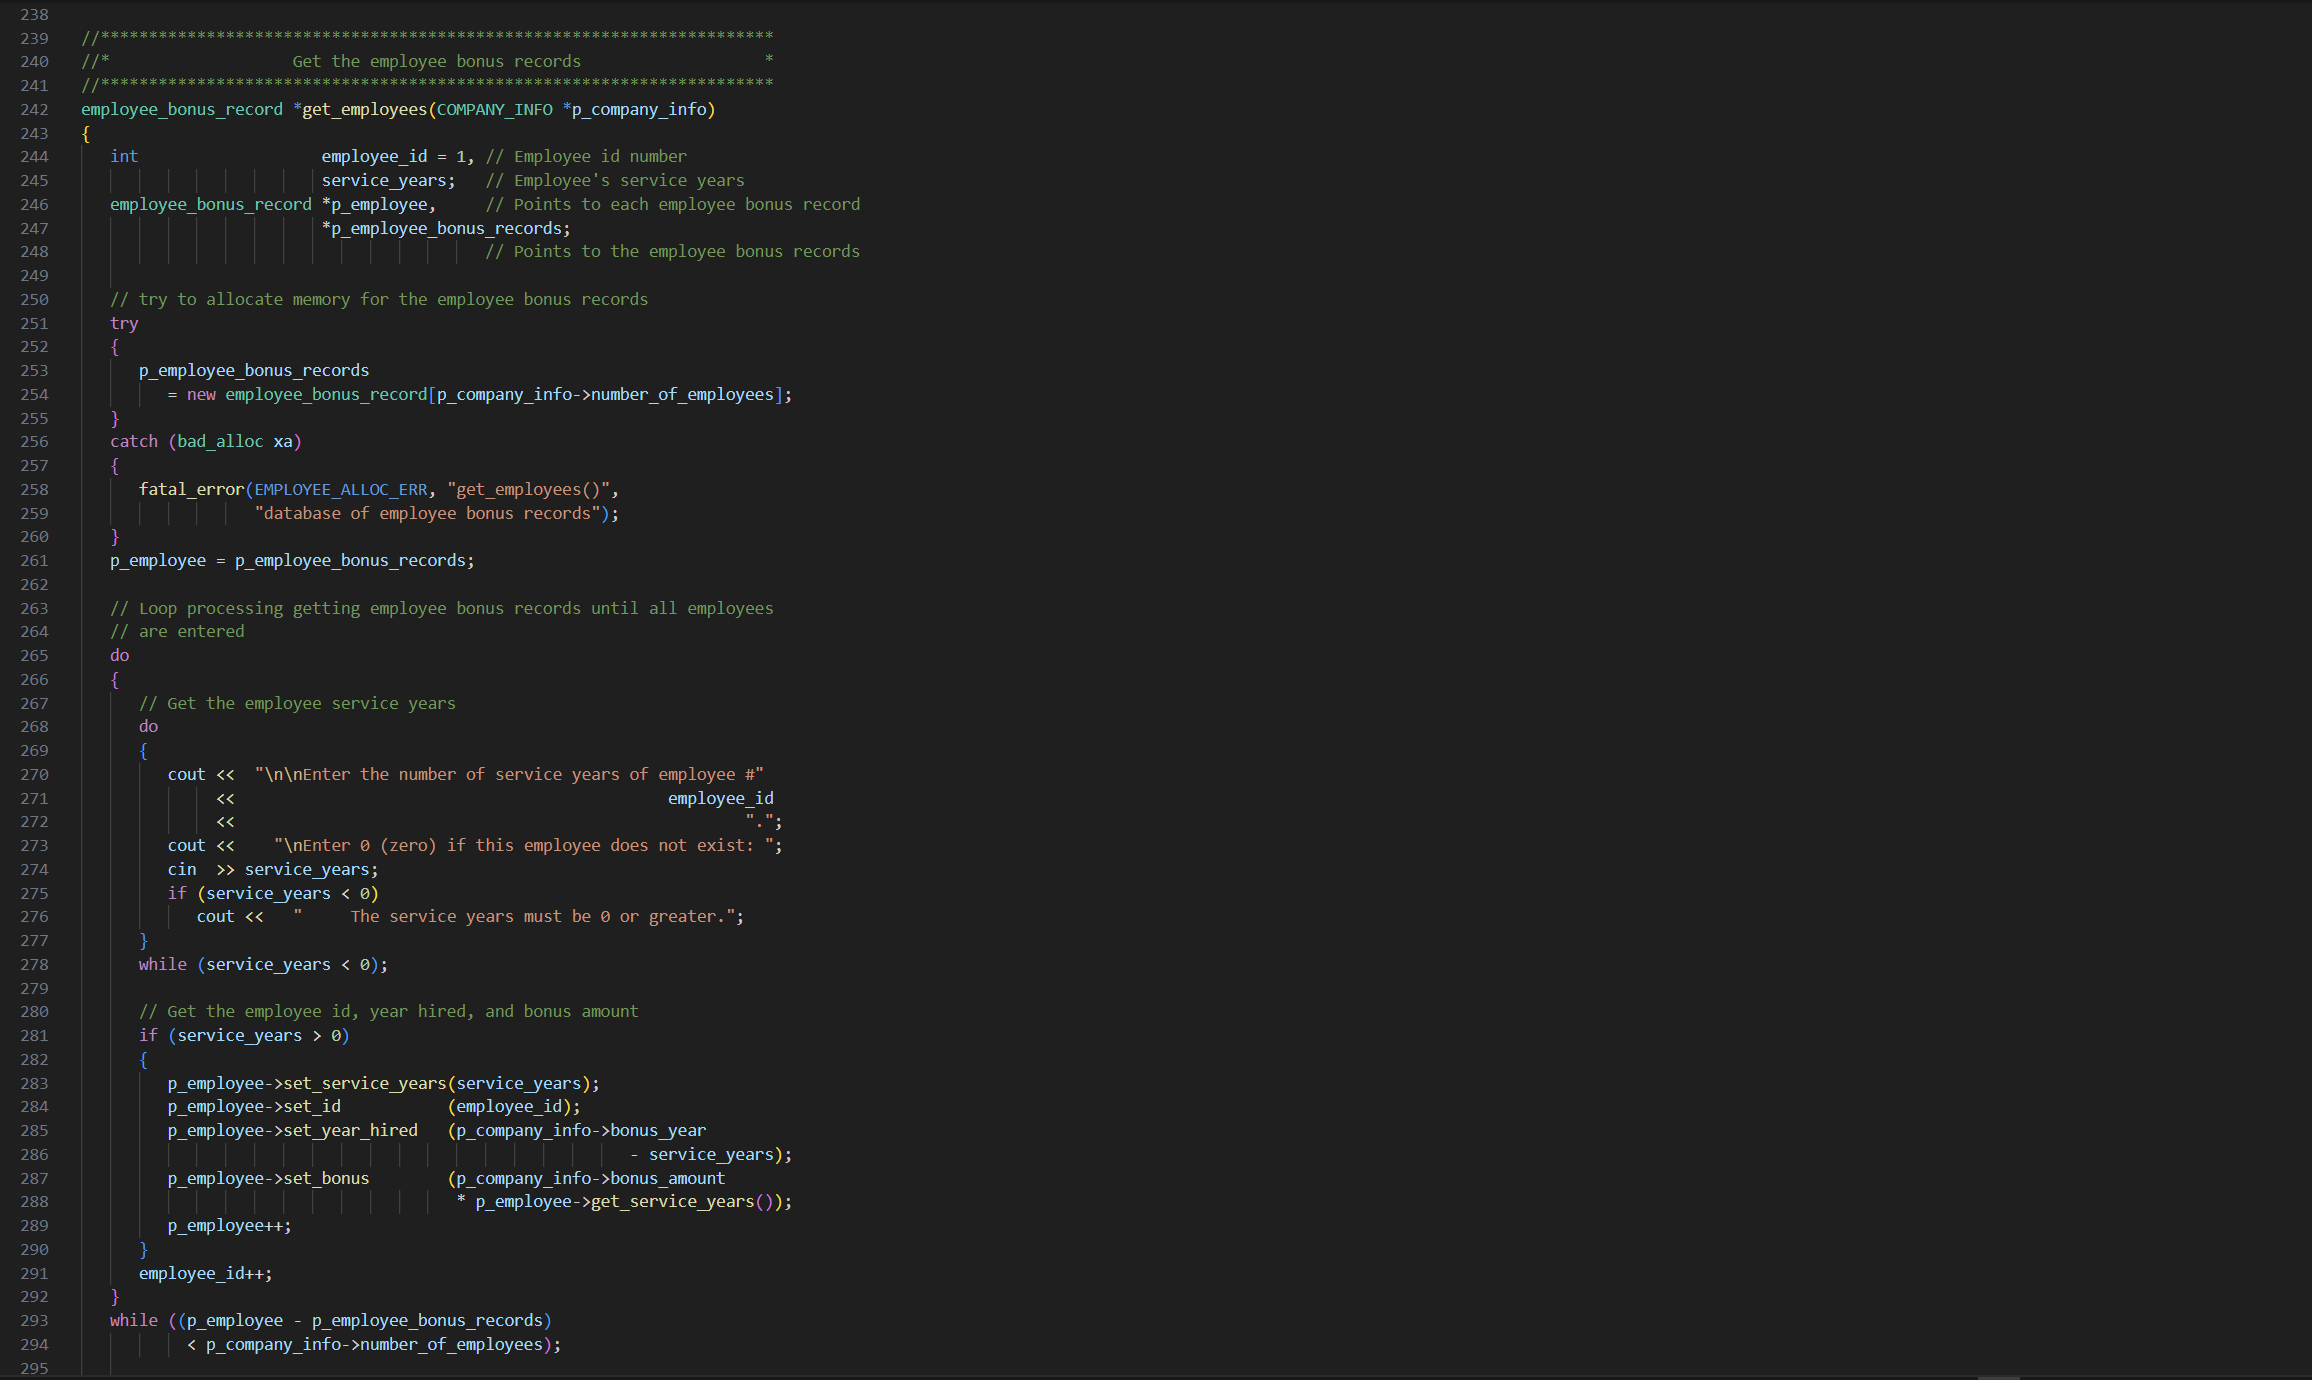 238
239 //**********************************************************************
240 //*                   Get the employee bonus records                   *
241 //**********************************************************************
242 employee_bonus_record *get_employees(COMPANY_INFO *p_company_info)
243 {
244    int                   employee_id = 1, // Employee id number
245                          service_years;   // Employee's service years
246    employee_bonus_record *p_employee,     // Points to each employee bonus record
247                          *p_employee_bonus_records;
248                                           // Points to the employee bonus records
249
250    // try to allocate memory for the employee bonus records
251    try
252    {
253       p_employee_bonus_records
254          = new employee_bonus_record[p_company_info->number_of_employees];
255    }
256    catch (bad_alloc xa)
257    {
258       fatal_error(EMPLOYEE_ALLOC_ERR, "get_employees()",
259                   "database of employee bonus records");
260    }
261    p_employee = p_employee_bonus_records;
262
263    // Loop processing getting employee bonus records until all employees
264    // are entered
265    do
266    {
267       // Get the employee service years
268       do
269       {
270          cout <<  "\n\nEnter the number of service years of employee #"
271               <<                                             employee_id
272               <<                                                     ".";
273          cout <<    "\nEnter 0 (zero) if this employee does not exist: ";
274          cin  >> service_years;
275          if (service_years < 0)
276             cout <<   "     The service years must be 0 or greater.";
277       }
278       while (service_years < 0);
279
280       // Get the employee id, year hired, and bonus amount
281       if (service_years > 0)
282       {
283          p_employee->set_service_years(service_years);
284          p_employee->set_id           (employee_id);
285          p_employee->set_year_hired   (p_company_info->bonus_year
286                                                          - service_years);
287          p_employee->set_bonus        (p_company_info->bonus_amount
288                                        * p_employee->get_service_years());
289          p_employee++;
290       }
291       employee_id++;
292    }
293    while ((p_employee - p_employee_bonus_records)
294            < p_company_info->number_of_employees);
295